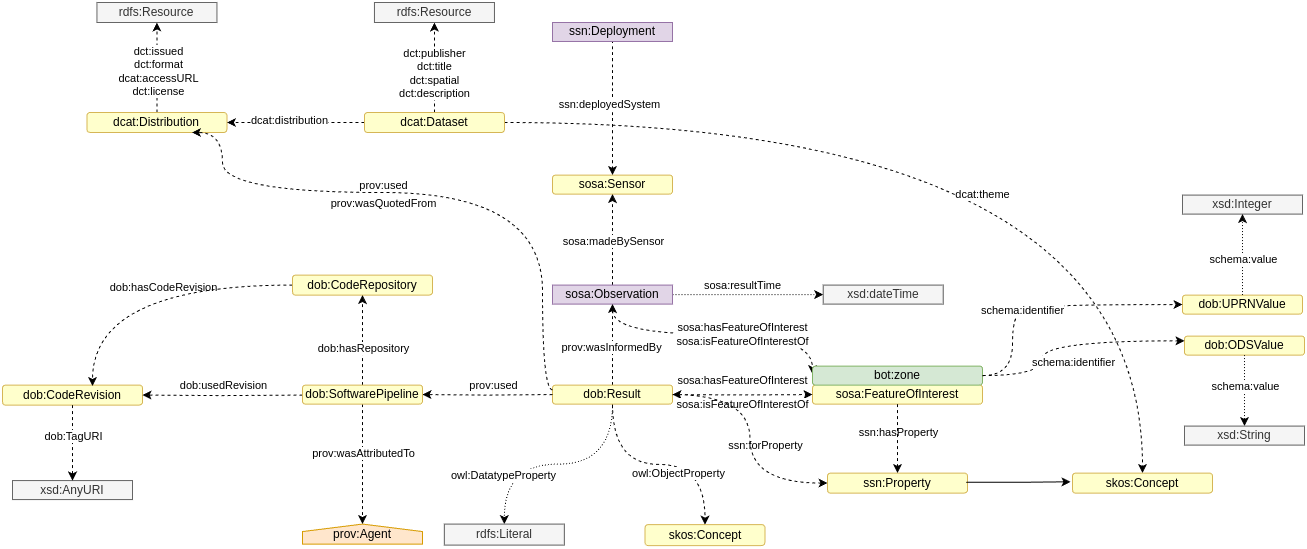 rdfs:Resource
rdfs:Resource
ssn:Deployment
dct:issued
dct:format
dcat:accessURL
dct:license
dct:publisher
dct:title
dct:spatial
dct:description
ssn:deployedSystem
dcat:Distribution
dcat:distribution
dcat:Dataset
prov:used
prov:wasQuotedFrom
sosa:Sensor
dcat:theme
xsd:Integer
sosa:madeBySensor
schema:value
dob:hasCodeRevision
dob:CodeRepository
sosa:Observation
sosa:resultTime
xsd:dateTime
schema:identifier
dob:UPRNValue
dob:hasRepository
prov:wasInformedBy
sosa:hasFeatureOfInterest
sosa:isFeatureOfInterestOf
dob:ODSValue
schema:identifier
dob:CodeRevision
dob:usedRevision
dob:SoftwarePipeline
prov:used
dob:Result
sosa:hasFeatureOfInterest
sosa:isFeatureOfInterestOf
bot:zone
sosa:FeatureOfInterest
schema:value
dob:TagURI
prov:wasAttributedTo
ssn:forProperty
ssn:hasProperty
xsd:String
owl:DatatypeProperty
owl:ObjectProperty
xsd:AnyURI
ssn:Property
skos:Concept
prov:Agent
rdfs:Literal
skos:Concept